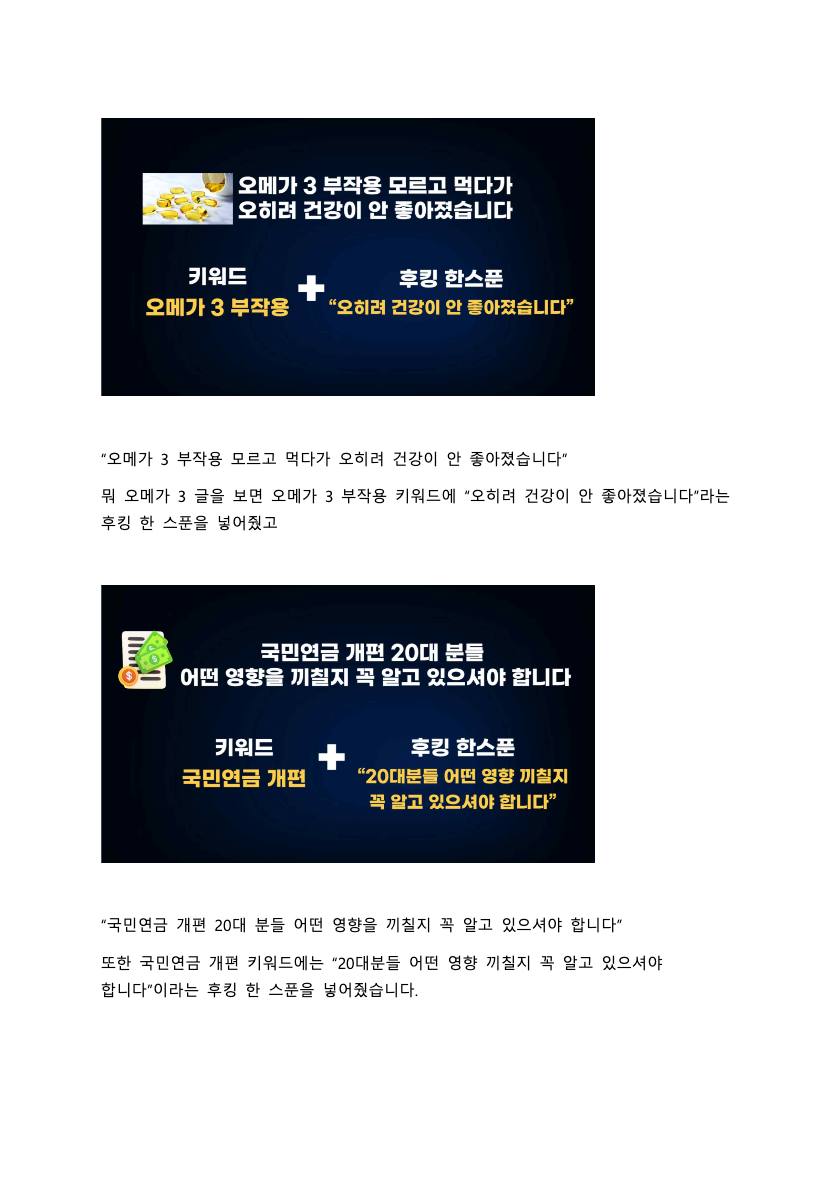 오메가 3 부작용 모르고 먹다가
오히려 건강이 안 좋아졌습니다
키워드
오메가 3 부작용
후킹 한스푼
“오히려 건강이 안 좋아졌습니다”
“오메가 3 부작용 모르고 먹다가 오히려 건강이 안 좋아졌습니다“
뭐 오메가 3 글을 보면 오메가 3 부작용 키워드에 “오히려 건강이 안 좋아졌습니다”라는
후킹 한 스푼을 넣어줬고
국민연금 개편 20대 분들
어떤 영향을 끼칠지 꼭 알고 있으셔야 합니다
키워드
국민연금 개편
후킹 한스푼
“20대분들 어떤 영향 끼칠지
꼭 알고 있으셔야 합니다”
“국민연금 개편 20대 분들 어떤 영향을 끼칠지 꼭 알고 있으셔야 합니다”
또한 국민연금 개편 키워드에는 “20대분들 어떤 영향 끼칠지 꼭 알고 있으셔야
합니다”이라는 후킹 한 스푼을 넣어줬습니다.